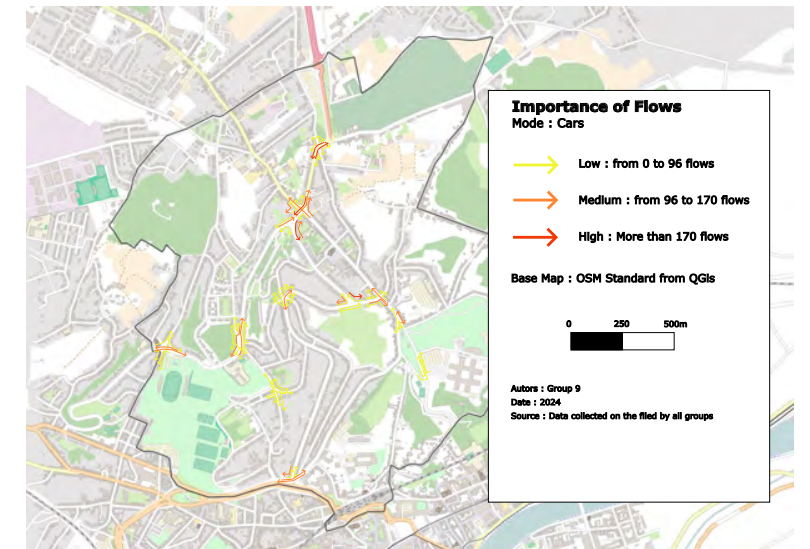 Importance of Flows
Mode : Cars
Low : from 0 to 96 flows
Medium : from 96 to 170 flows
High : More than 170 flows
Base Map : OSM Standard from QGis
0 250 500m
Autors : Group 9
Date : 2024
Source : Data collected on the filed by all groups